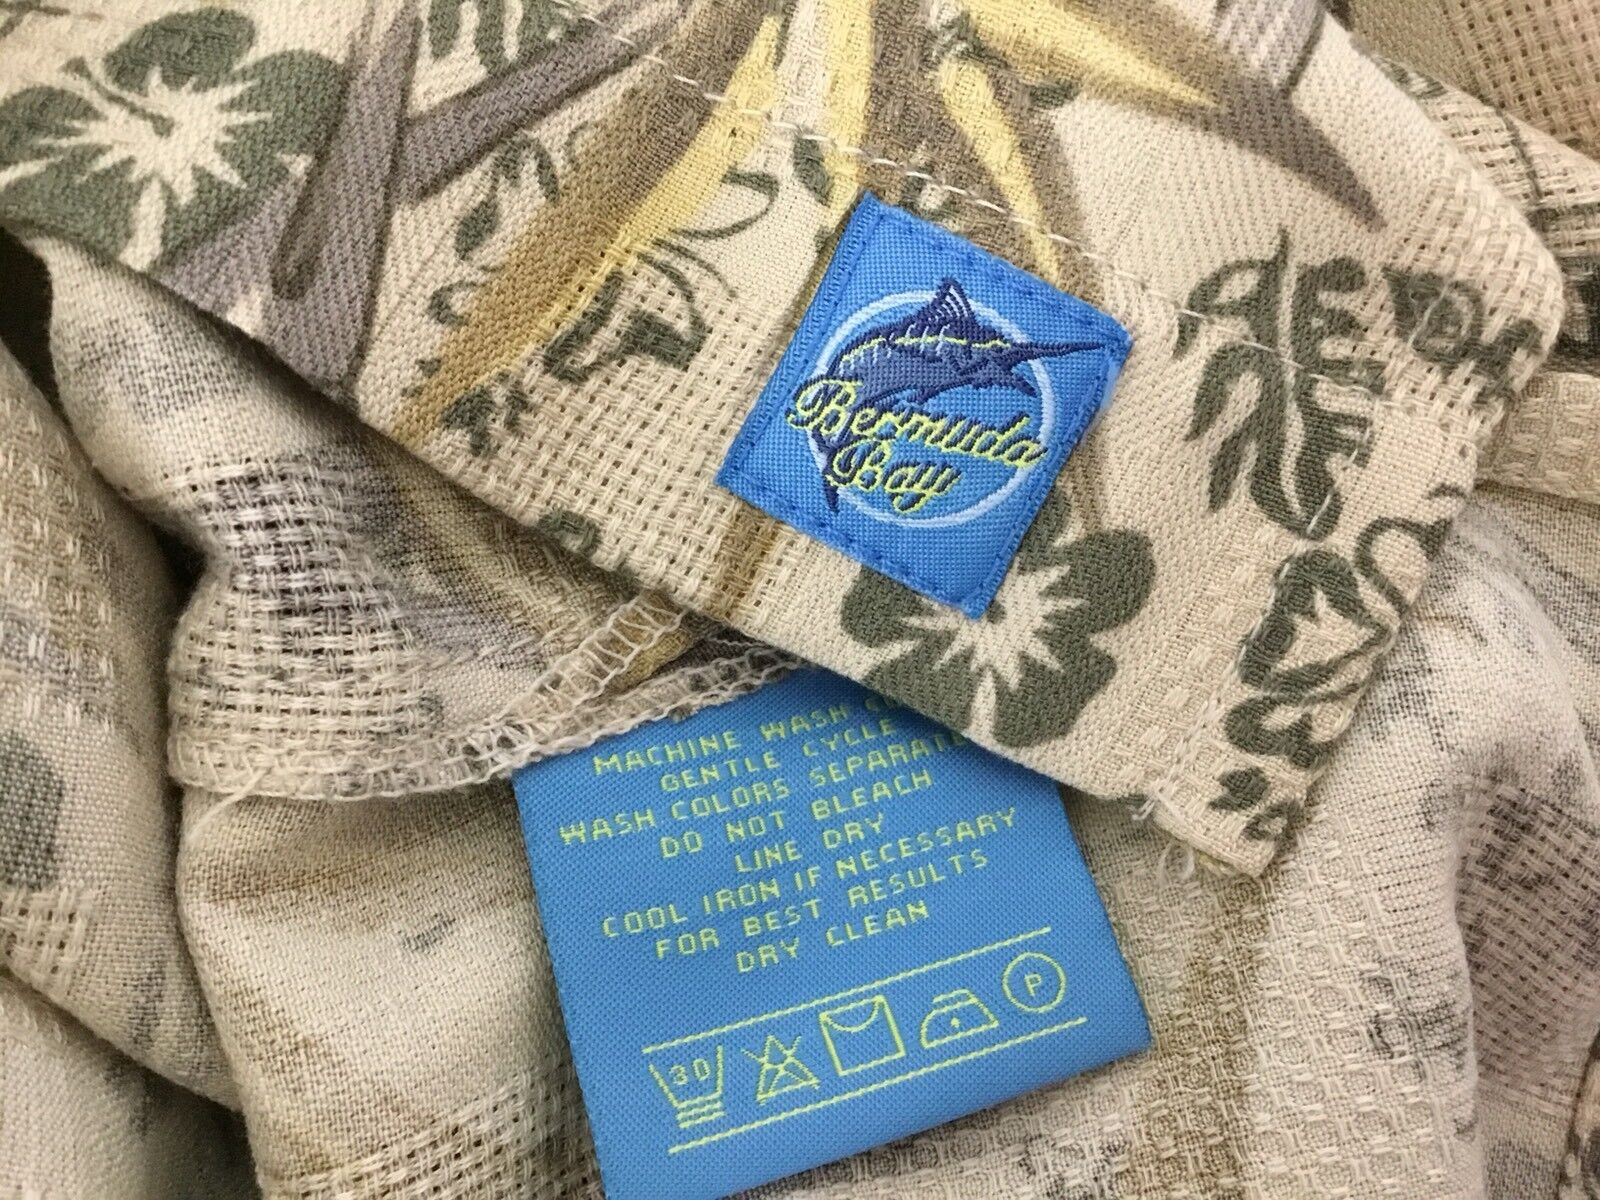 Bermuda
Bay
MACHINE WASH
GENTLE CYCLE
WASH COLORS SEPARATE
DO NOT BLEACH
LINE DRY
COOL IRON IF NECESSARY
FOR BEST RESULTS
DRY CLEAN
30
P